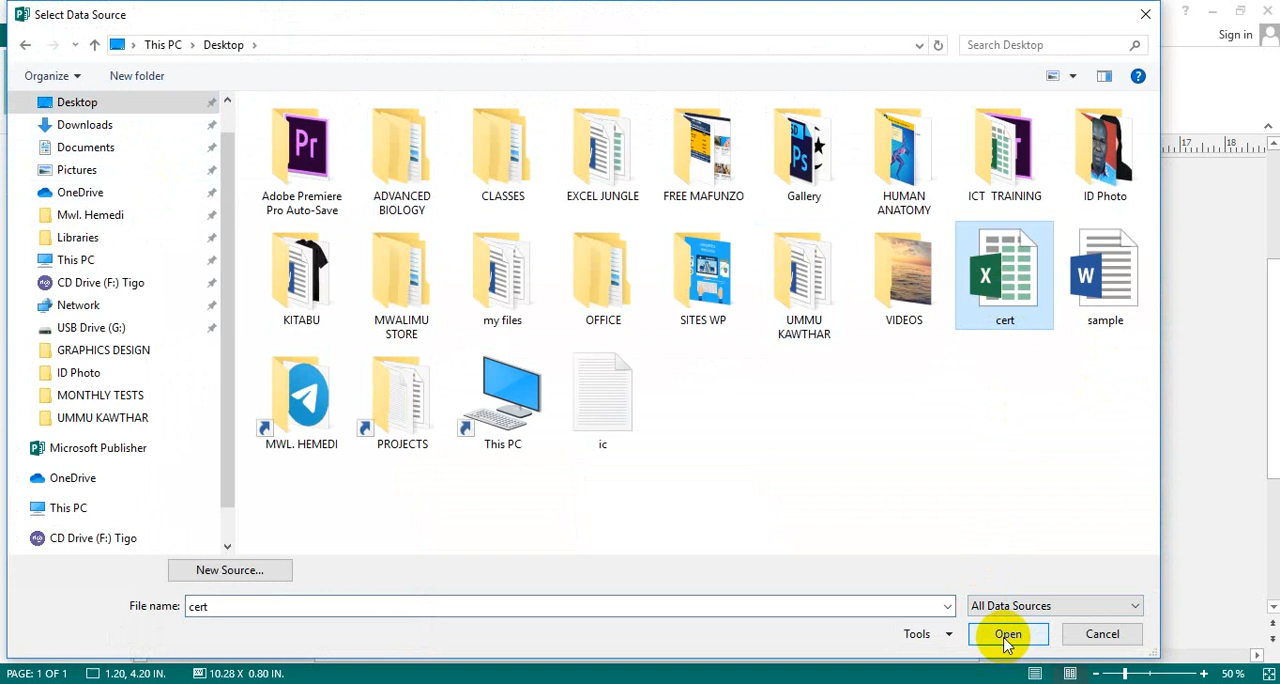 Select Data Source
Sign in
This PC
Desktop
Search Desktop
Organize
New folder
17
18
Desktop
Downloads
Documents
Pictures
OneDrive
Mwl. Hemedi
Libraries
This PC
CD Drive (F:) Tigo
Network
USB Drive (G:)
GRAPHICS DESIGN
ID Photo
MONTHLY TESTS
UMMU KAWTHAR
Microsoft Publisher
OneDrive
This PC
CD Drive (F:) Tigo
Adobe Premiere
Pro Auto-Save
ADVANCED
BIOLOGY
CLASSES
EXCEL JUNGLE
FREE MAFUNZO
Gallery
HUMAN
ANATOMY
ICT TRAINING
ID Photo
KITABU
MWALIMU
STORE
my files
OFFICE
SITES WP
UMMU
KAWTHAR
VIDEOS
cert
sample
MWL. HEMEDI
PROJECTS
This PC
ic
New Source...
File name:
cert
All Data Sources
Tools
Open
Cancel
PAGE: 1 OF 1
1.20, 4.20 IN.
10.28 X 0.80 IN.
50 %